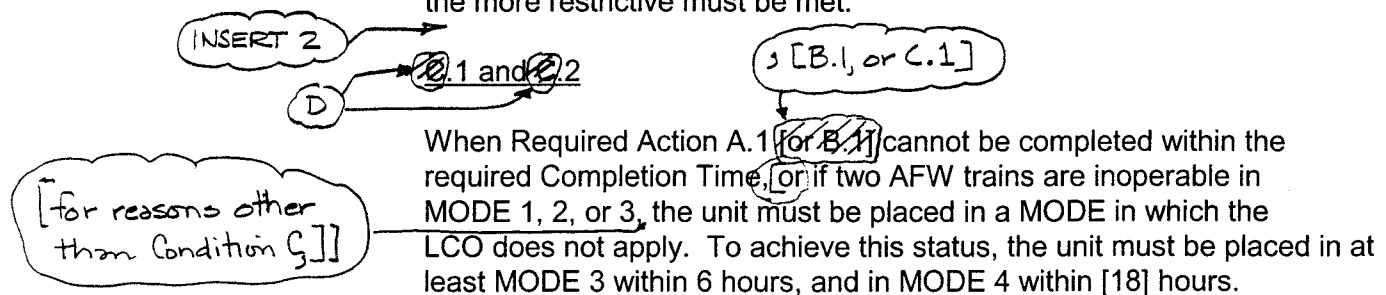 the more restrictive must be met.
INSERT 2
, [B.1, or C.1]
C.1 and C.2
D
When Required Action A.1 [or B.1] cannot be completed within the
required Completion Time, [or if two AFW trains are inoperable in
[for reasons other
than Condition C,]]
MODE 1, 2, or 3, the unit must be placed in a MODE in which the
LCO does not apply. To achieve this status, the unit must be placed in at
least MODE 3 within 6 hours, and in MODE 4 within [18] hours.